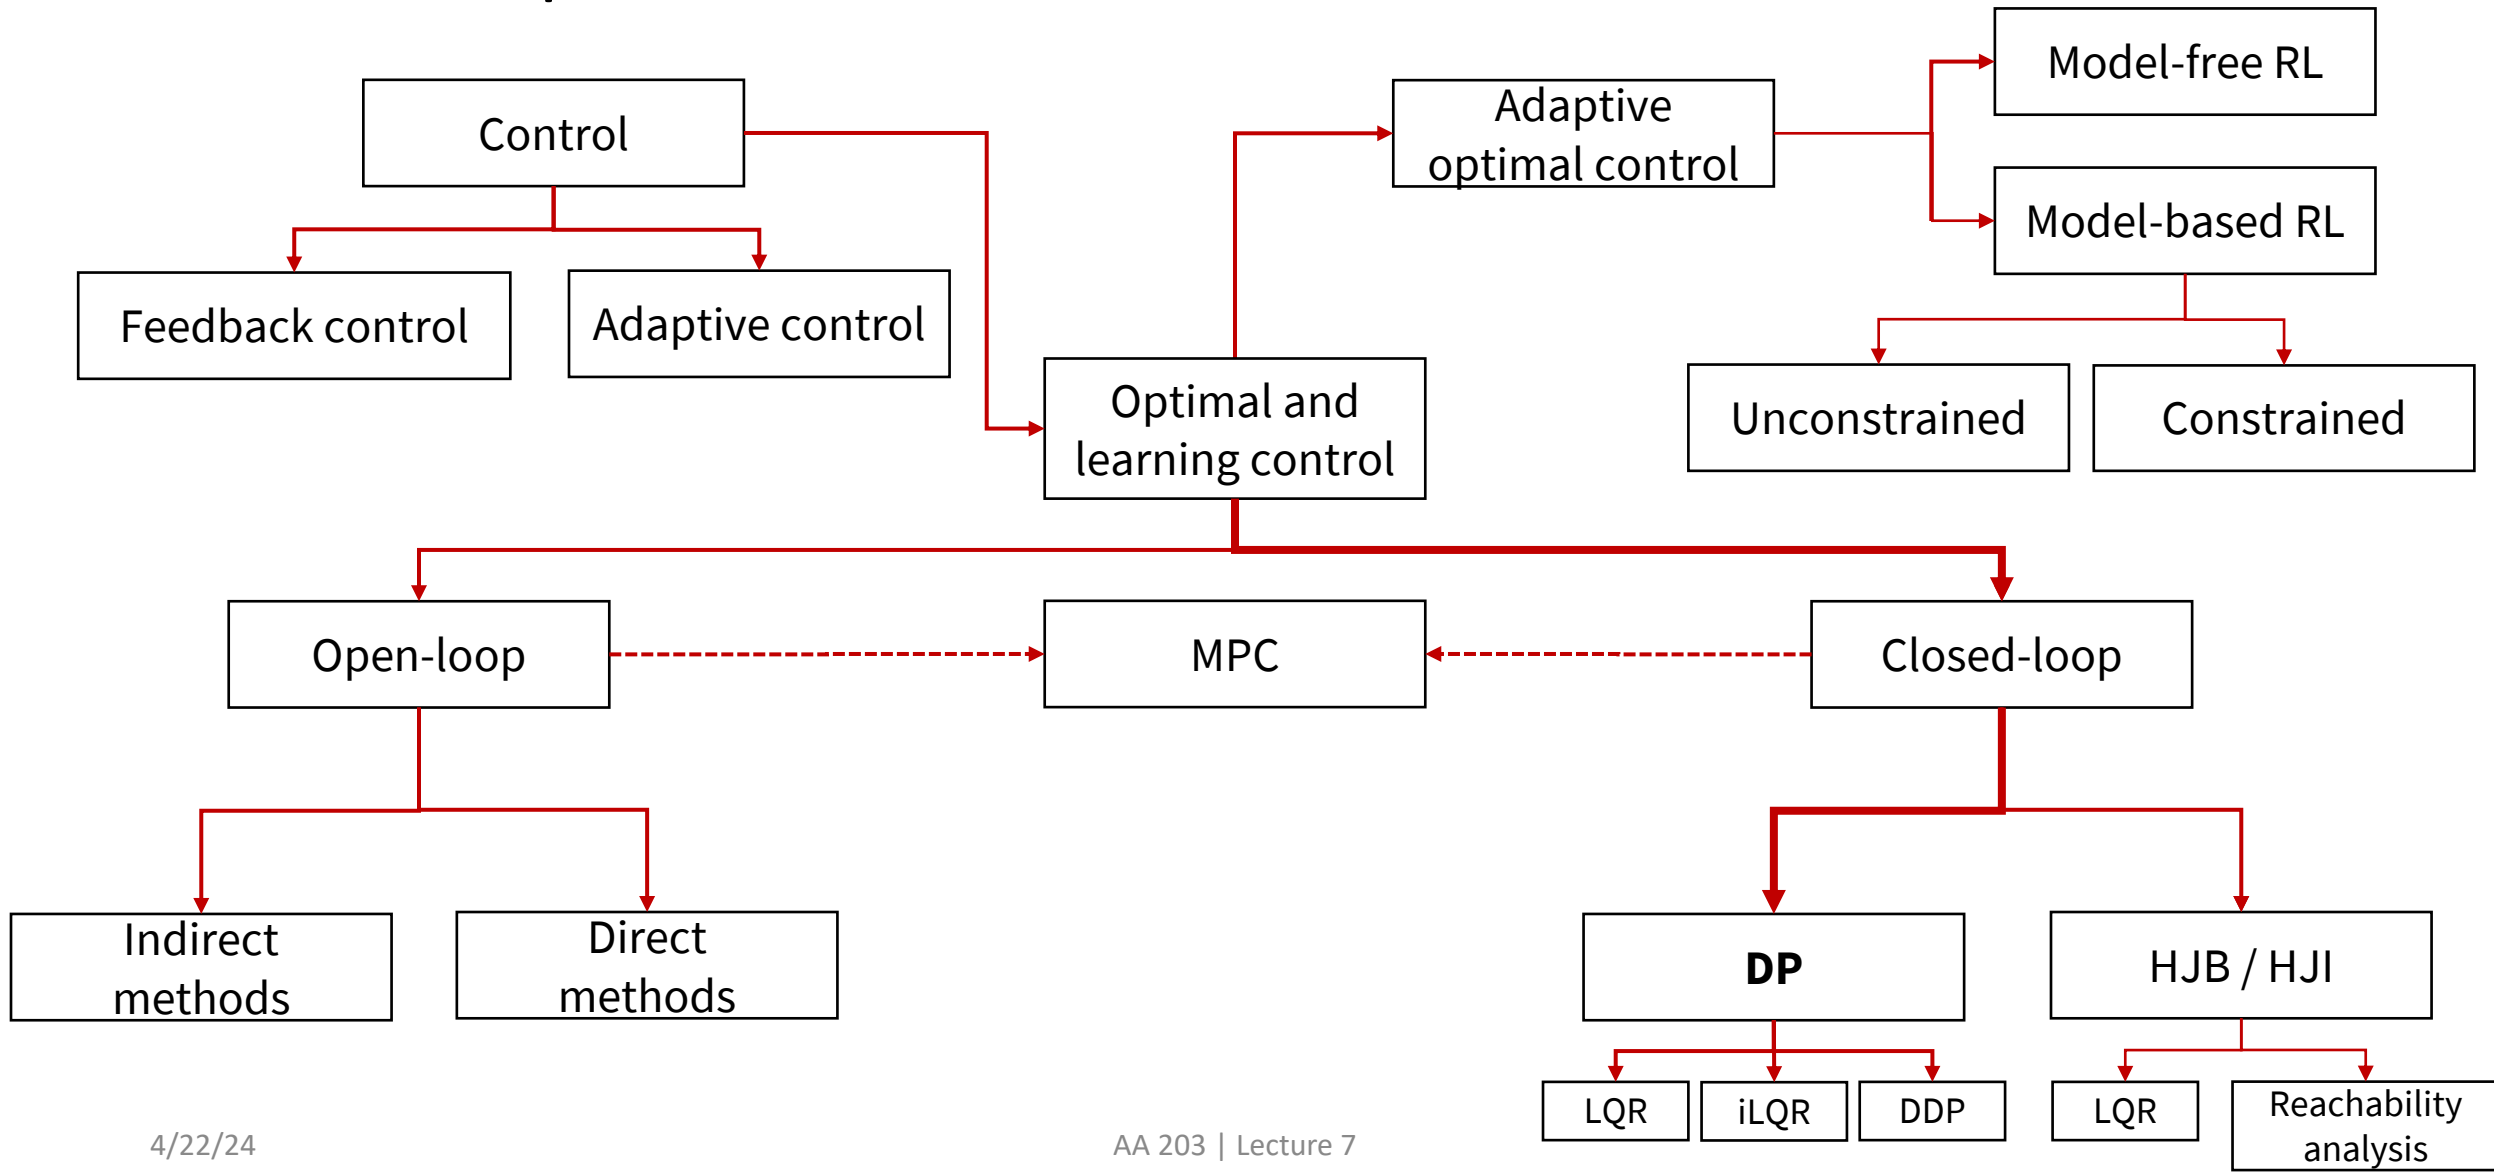 Control
Feedback control
Adaptive control
Optimal and
learning control
Adaptive
optimal control
Model-free RL
Model-based RL
Unconstrained
Constrained
Open-loop
MPC
Closed-loop
Indirect
methods
Direct
methods
DP
HJB / HJI
LQR
iLQR
DDP
LQR
Reachability
analysis
4/22/24
AA 203 | Lecture 7